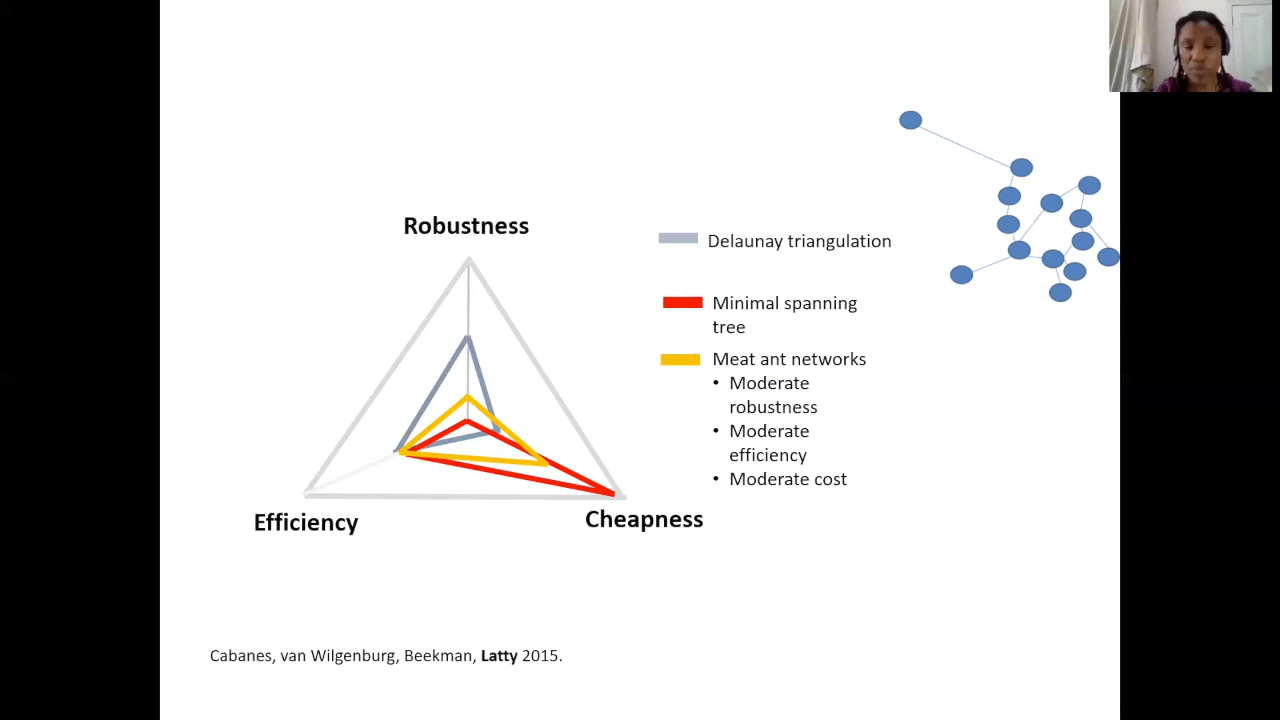 Robustness
Delaunay triangulation
Minimal spanning
tree
Meat ant networks
• Moderate
robustness
• Moderate
efficiency
• Moderate cost
Efficiency
Cheapness
Cabanes, van Wilgenburg, Beekman, Latty 2015.